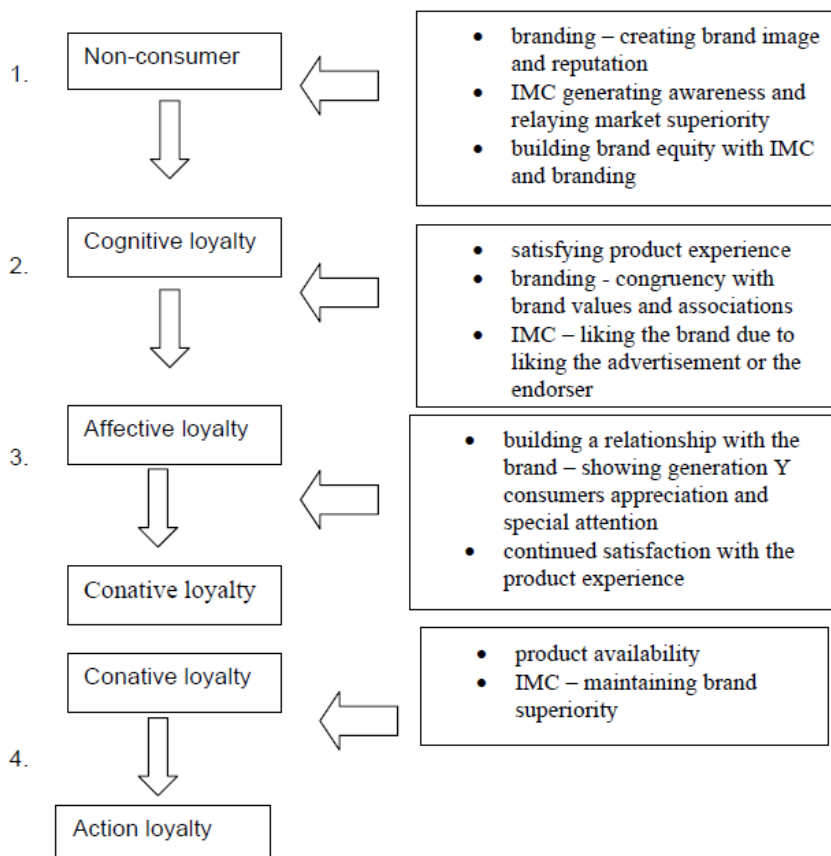 1.
Non-consumer
• branding – creating brand image
and reputation
• IMC generating awareness and
relaying market superiority
• building brand equity with IMC
and branding
2.
Cognitive loyalty
• satisfying product experience
• branding - congruency with
brand values and associations
• IMC – liking the brand due to
liking the advertisement or the
endorser
3.
Affective loyalty
• building a relationship with the
brand – showing generation Y
consumers appreciation and
special attention
• continued satisfaction with the
product experience
Conative loyalty
Conative loyalty
• product availability
• IMC – maintaining brand
superiority
4.
Action loyalty